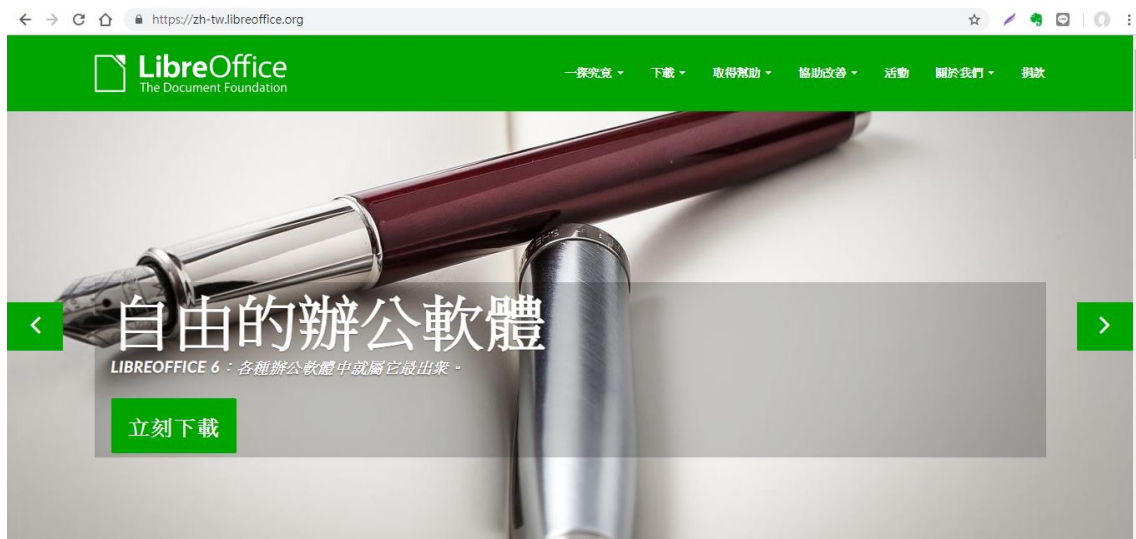 https://zh-tw.libreoffice.org
LibreOffice
The Document Foundation
一探究竟 下載 取得幫助 協助改善 活動 關於我們 捐款
自由的辦公軟體
LIBREOFFICE 6：各種辦公軟體中就屬它最出眾。
立刻下載